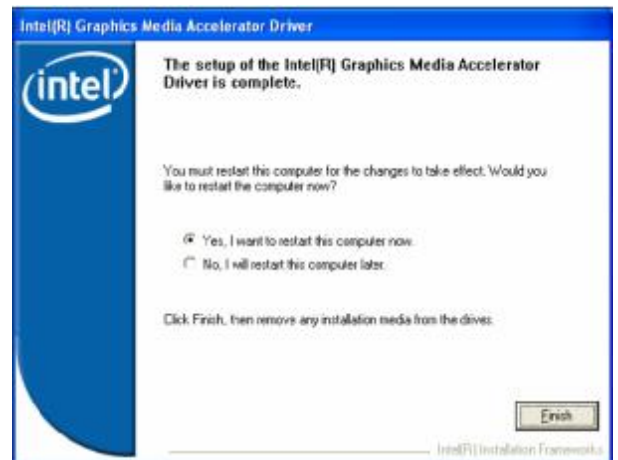 Intel(R) Graphics Media Accelerator Driver
intel
The setup of the Intel(R) Graphics Media Accelerator
Driver is complete.
You must restart this computer for the changes to take effect. Would you
like to restart the computer now?
Yes, I want to restart this computer now.
No, I will restart this computer later.
Click Finish, then remove any installation media from the drives.
Finish
Intel(R) Installation Frameworks